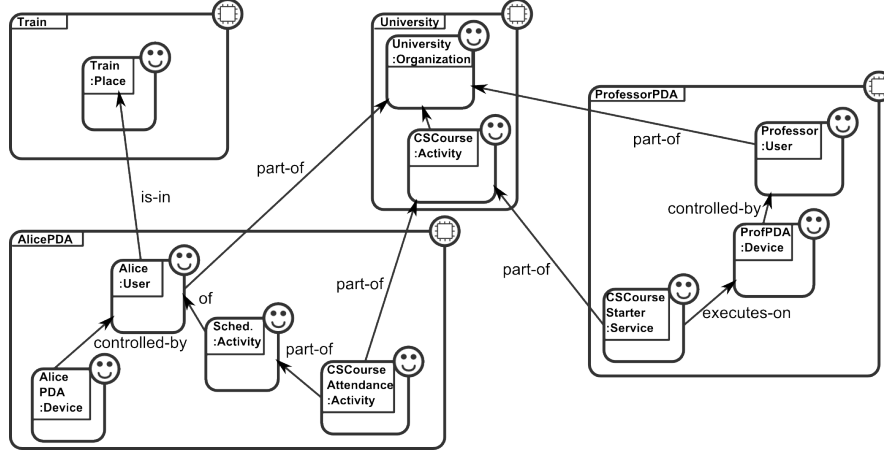 Train
Train
:Place
is-in
University
University
:Organization
CSCourse
:Activity
part-of
part-of
ProfessorPDA
Professor
:User
controlled-by
ProfPDA
:Device
part-of
CSCourse
Starter
:Service
executes-on
AlicePDA
Alice
:User
of
part-of
controlled-by
Sched.
:Activity
part-of
Alice
PDA
:Device
CSCourse
Attendance
:Activity